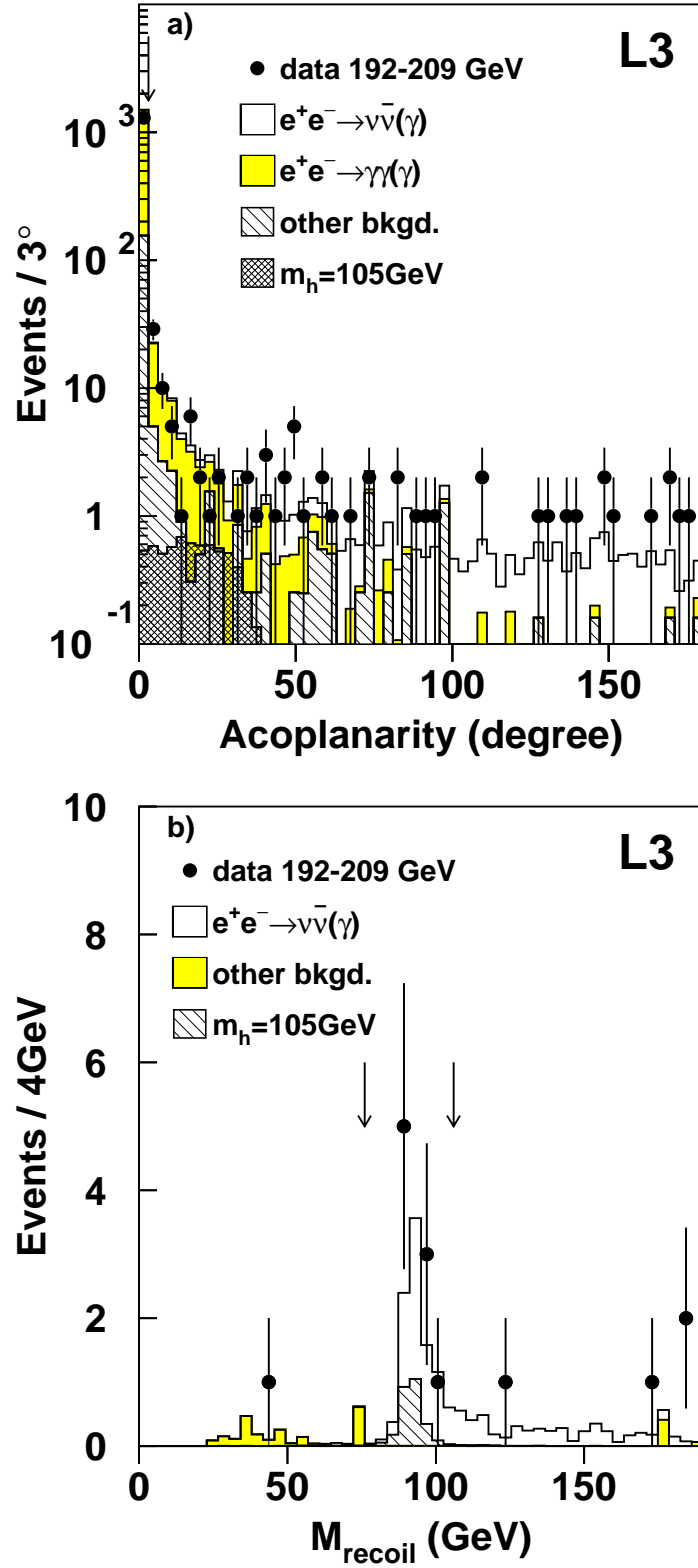 a)
L3
data 192-209 GeV
e⁺e⁻→νν̄(γ)
e⁺e⁻→γγ(γ)
other bkgd.
m_h=105GeV
Events / 3°
10³
10²
10
1
10⁻¹
0 50 100 150
Acoplanarity (degree)
b)
L3
data 192-209 GeV
e⁺e⁻→νν̄(γ)
other bkgd.
m_h=105GeV
Events / 4GeV
10
8
6
4
2
0
0 50 100 150
M_recoil (GeV)